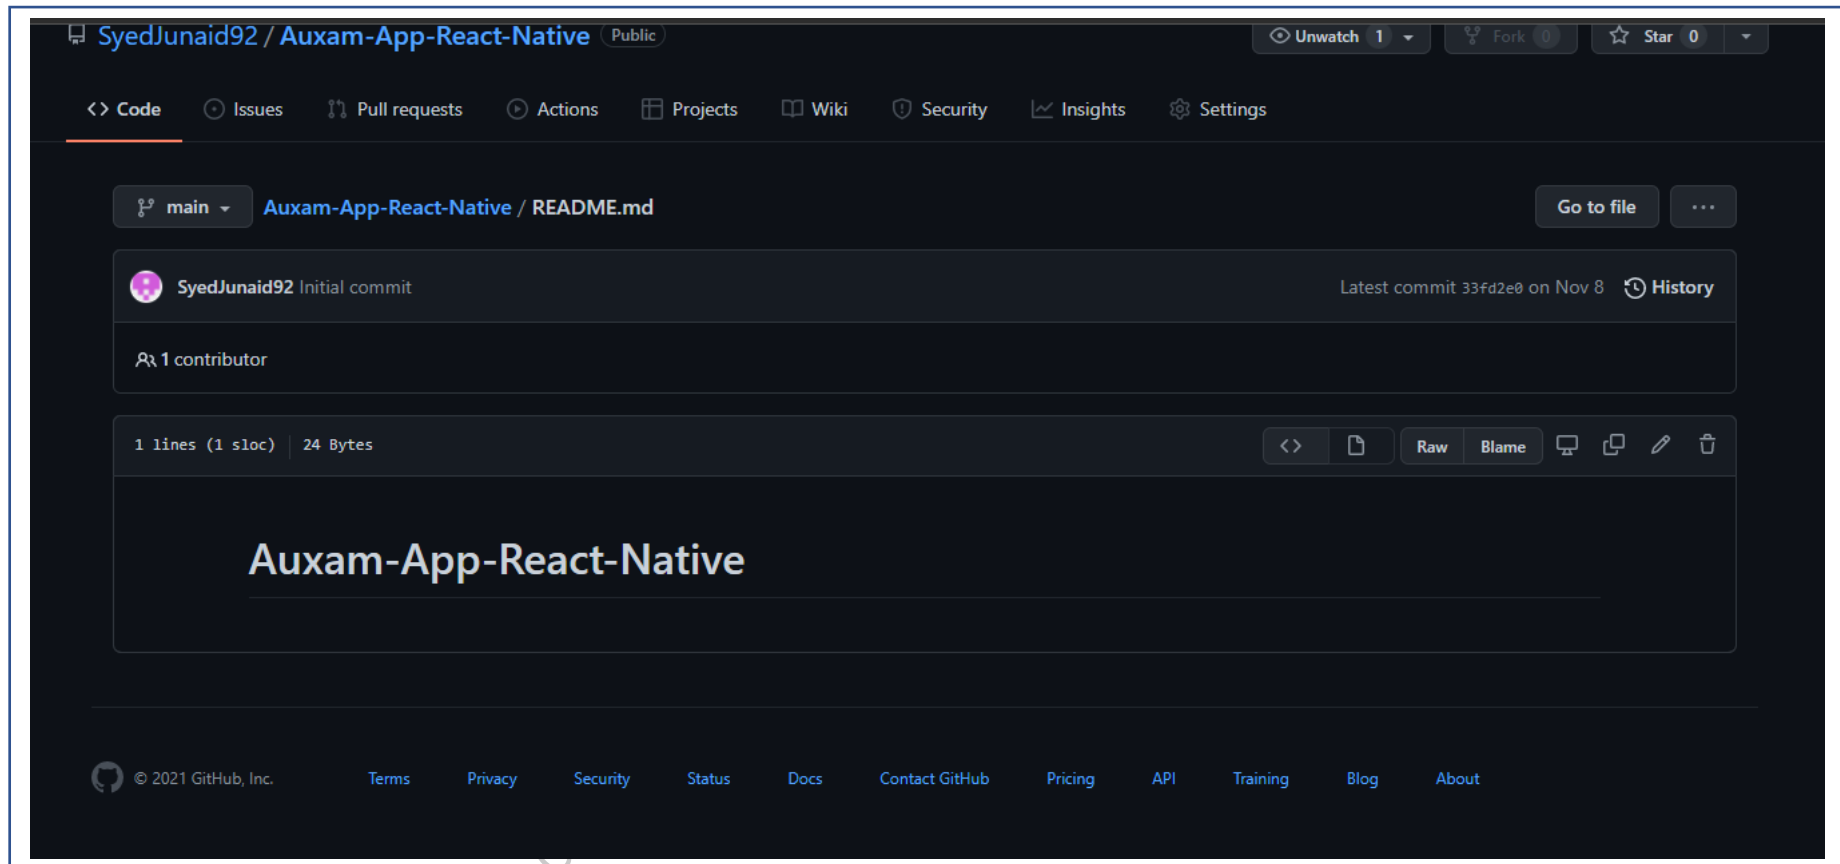 SyedJunaid92 / Auxam-App-React-Native Public Unwatch 1 Fork 0 Star 0
Code Issues Pull requests Actions Projects Wiki Security Insights Settings
main Auxam-App-React-Native / README.md Go to file ...
SyedJunaid92 Initial commit Latest commit 33fd2e0 on Nov 8 History
1 contributor
1 lines (1 sloc) 24 Bytes <> Raw Blame
Auxam-App-React-Native
© 2021 GitHub, Inc. Terms Privacy Security Status Docs Contact GitHub Pricing API Training Blog About